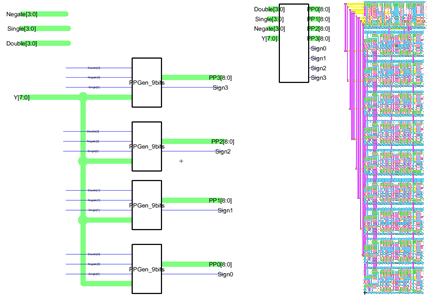 Negate[3:0]
Single[3:0]
Double[3:0]
Y[7:0]
PPGen_9bits
PP3[8:0]
Sign3
PPGen_9bits
PP2[8:0]
Sign2
PPGen_9bits
PP1[8:0]
Sign1
PPGen_9bits
PP0[8:0]
Sign0
Double[3:0] PP0[8:0]
Single[3:0] PP1[8:0]
Negate[3:0] PP2[8:0]
Y[7:0] PP3[8:0]
Sign0
Sign1
Sign2
Sign3